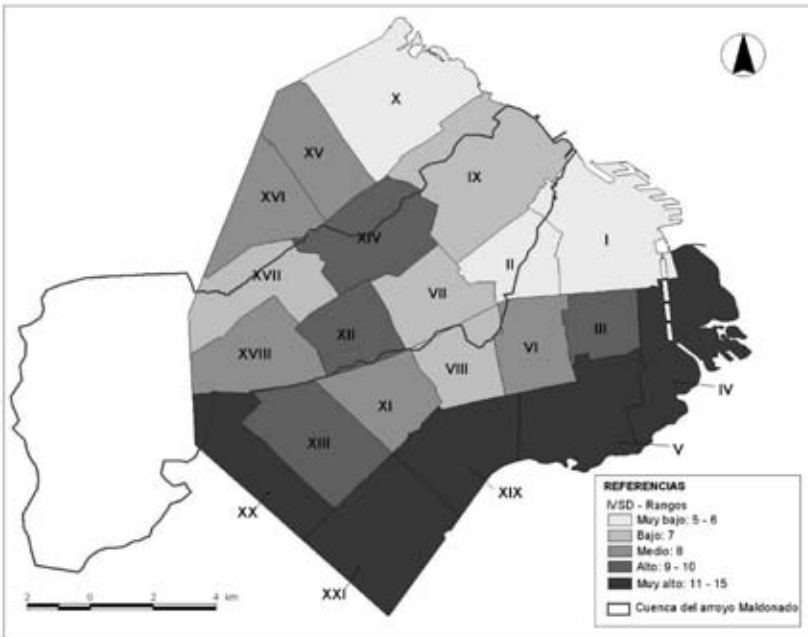 X
XV
IX
XVI
I
XIV
II
XVII
VII
XII
III
XVIII
VI
VIII
IV
XI
XIII
V
XIX
XX
XXI
REFERENCIAS
IVSD - Rangos
Muy bajo: 5 - 6
Bajo: 7
Medio: 8
Alto: 9 - 10
Muy alto: 11 - 15
Cuenca del arroyo Maldonado
2 0 2 4 km